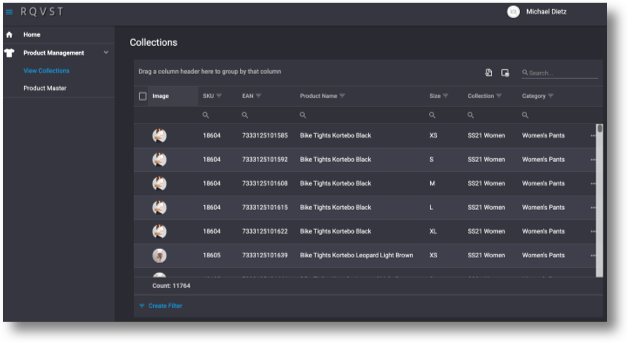 RQVST
Michael Dietz
Home
Product Management
View Collections
Product Master
Collections
Drag a column header here to group by that column
Search...
Image SKU EAN Product Name Size Collection Category
18604 7333125101585 Bike Tights Kortebo Black XS SS21 Women Women's Pants
18604 7333125101592 Bike Tights Kortebo Black S SS21 Women Women's Pants
18604 7333125101608 Bike Tights Kortebo Black M SS21 Women Women's Pants
18604 7333125101615 Bike Tights Kortebo Black L SS21 Women Women's Pants
18604 7333125101622 Bike Tights Kortebo Black XL SS21 Women Women's Pants
18605 7333125101639 Bike Tights Kortebo Leopard Light Brown XS SS21 Women Women's Pants
Count: 11764
Create Filter